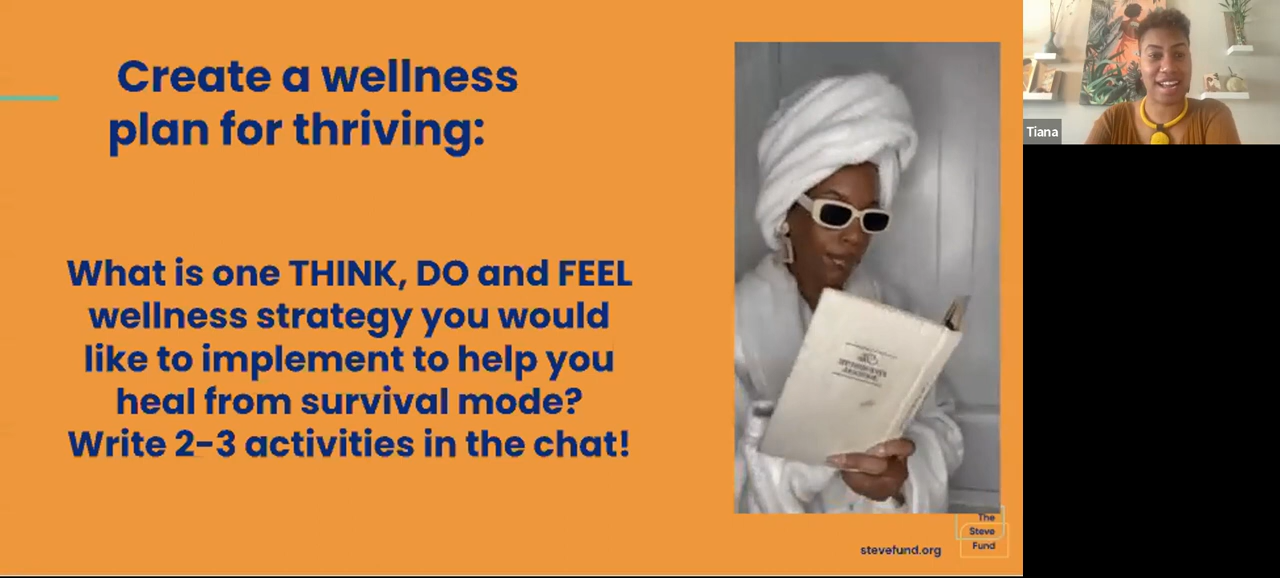 Create a wellness
plan for thriving:
What is one THINK, DO and FEEL
wellness strategy you would
like to implement to help you
heal from survival mode?
Write 2-3 activities in the chat!
stevefund.org
The
Steve
Fund
Tiana